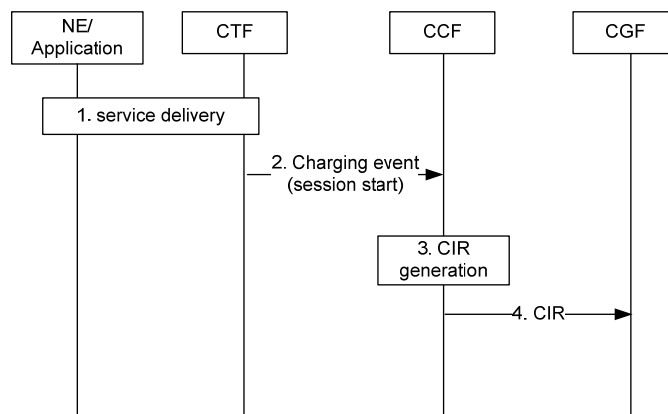 NE/
Application
CTF
CCF
CGF
1. service delivery
2. Charging event
(session start)
3. CIR
generation
4. CIR